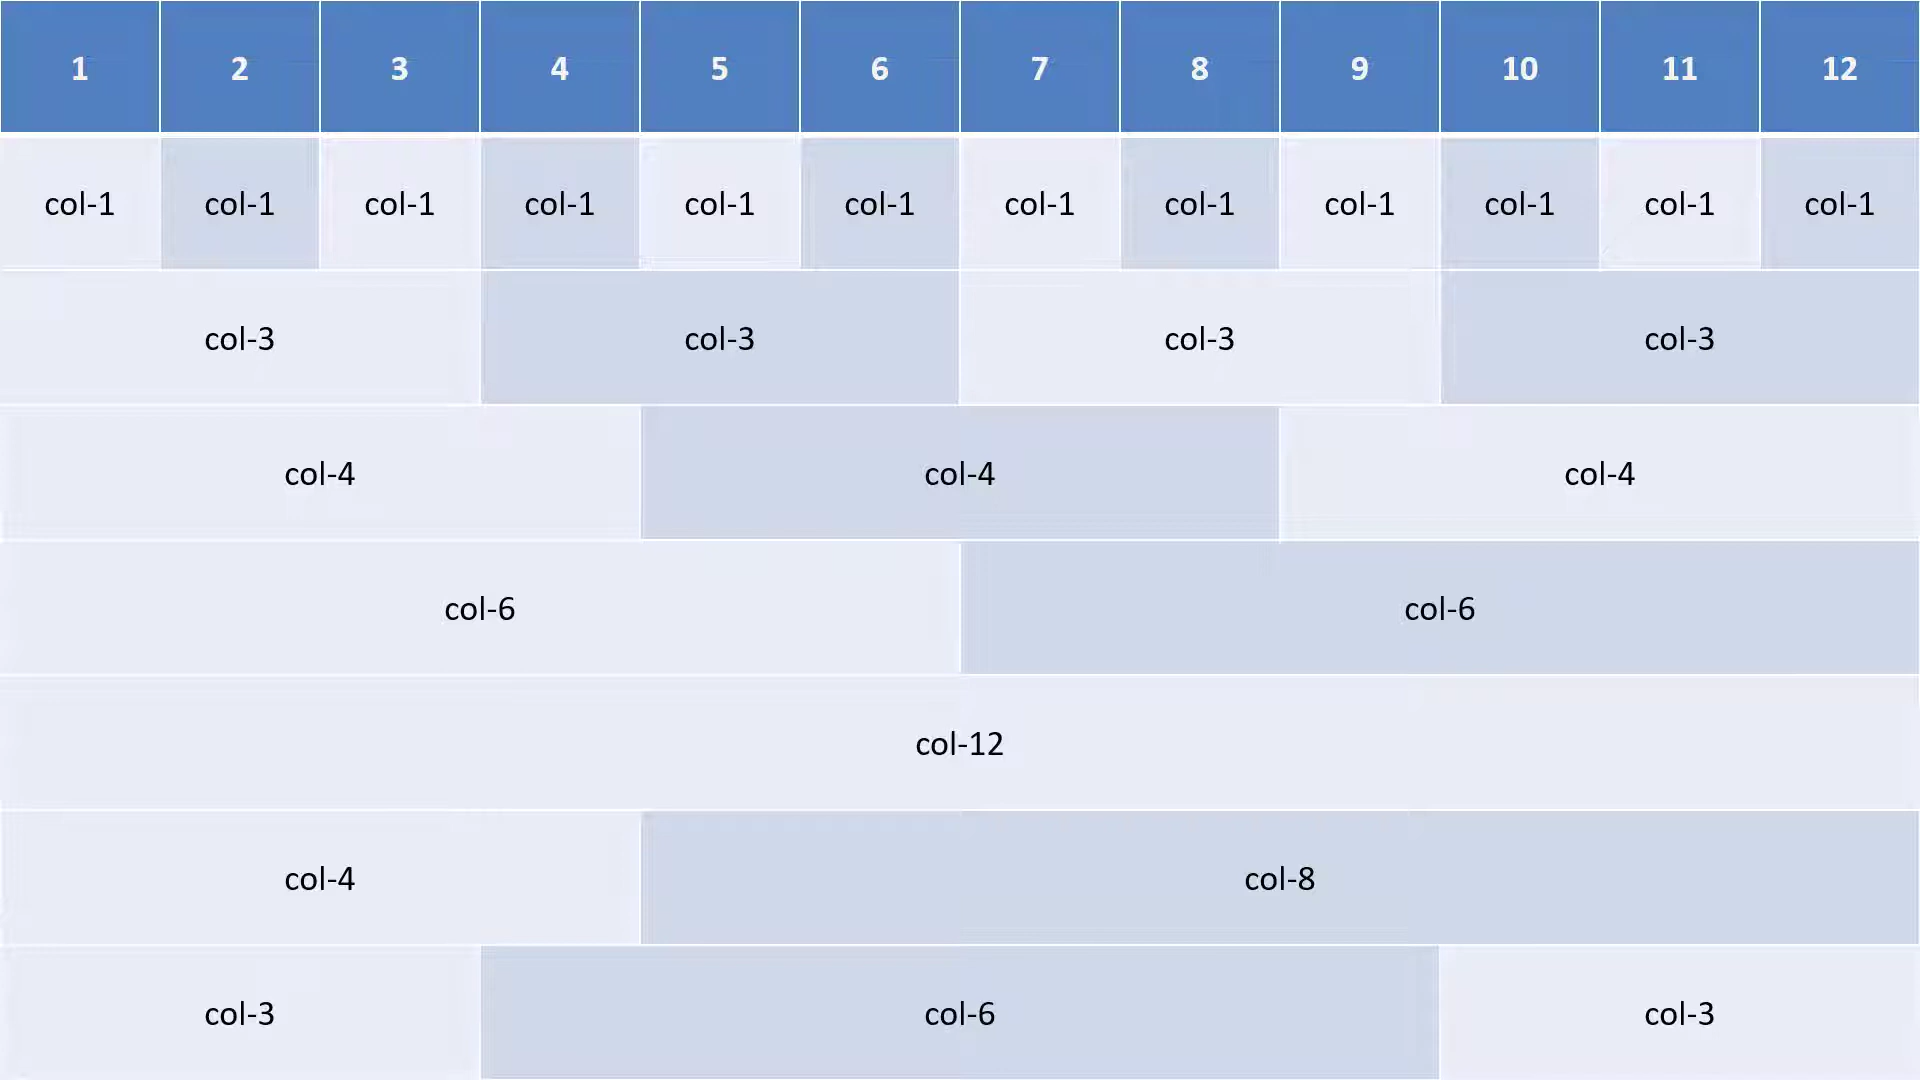 1 2 3 4 5 6 7 8 9 10 11 12
col-1 col-1 col-1 col-1 col-1 col-1 col-1 col-1 col-1 col-1 col-1 col-1
col-3 col-3 col-3 col-3
col-4 col-4 col-4
col-6 col-6
col-12
col-4 col-8
col-3 col-6 col-3